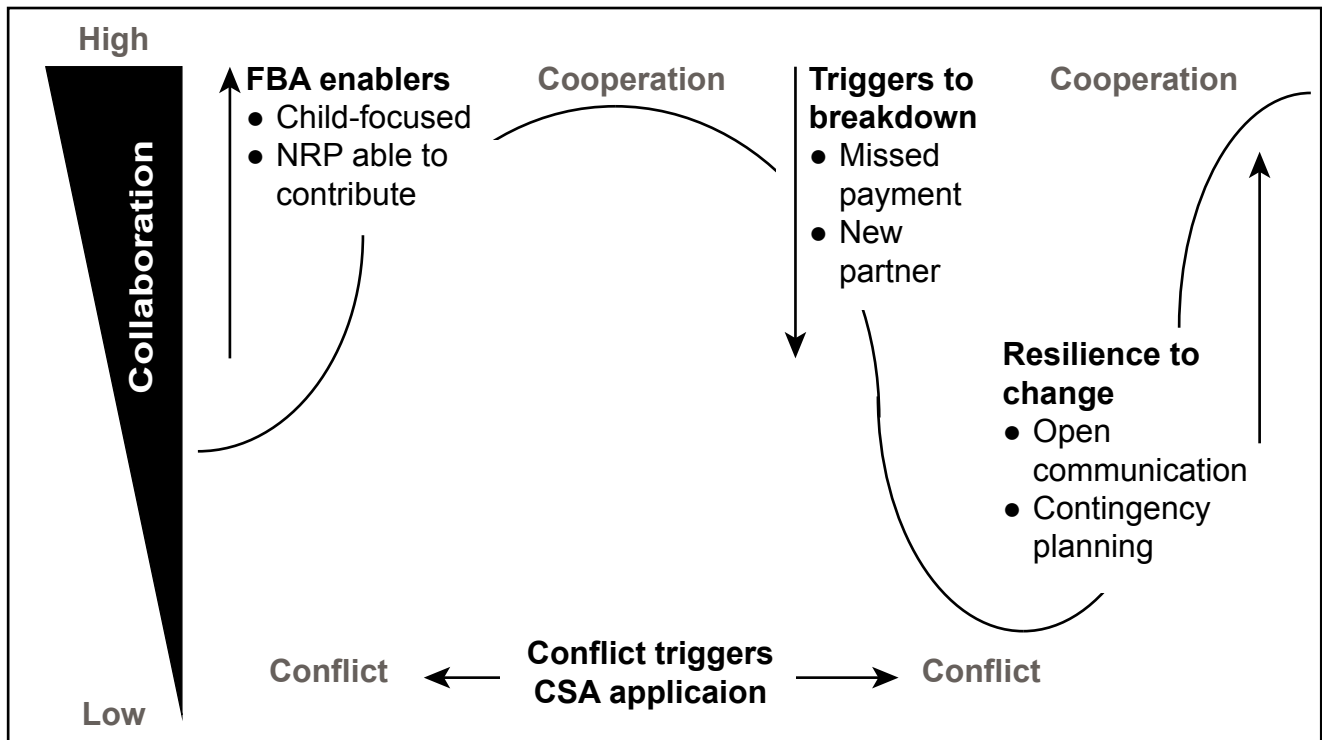 High
Collaboration
Low
FBA enablers
● Child-focused
● NRP able to
contribute
Cooperation
Triggers to
breakdown
● Missed
payment
● New
partner
Cooperation
Resilience to
change
● Open
communication
● Contingency
planning
Conflict
Conflict triggers
CSA applicaion
Conflict